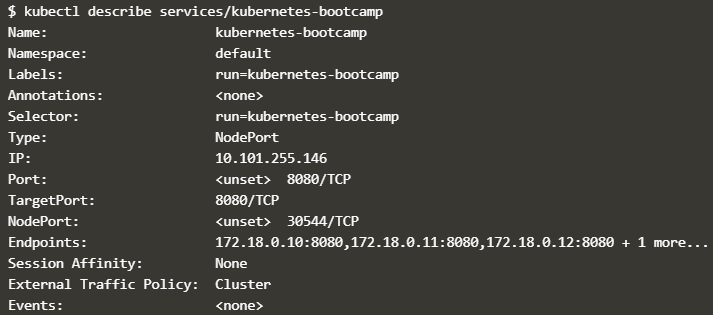 $ kubectl describe services/kubernetes-bootcamp
Name:                     kubernetes-bootcamp
Namespace:                default
Labels:                   run=kubernetes-bootcamp
Annotations:              <none>
Selector:                 run=kubernetes-bootcamp
Type:                     NodePort
IP:                       10.101.255.146
Port:                     <unset>  8080/TCP
TargetPort:               8080/TCP
NodePort:                 <unset>  30544/TCP
Endpoints:                172.18.0.10:8080,172.18.0.11:8080,172.18.0.12:8080 + 1 more...
Session Affinity:         None
External Traffic Policy:  Cluster
Events:                   <none>